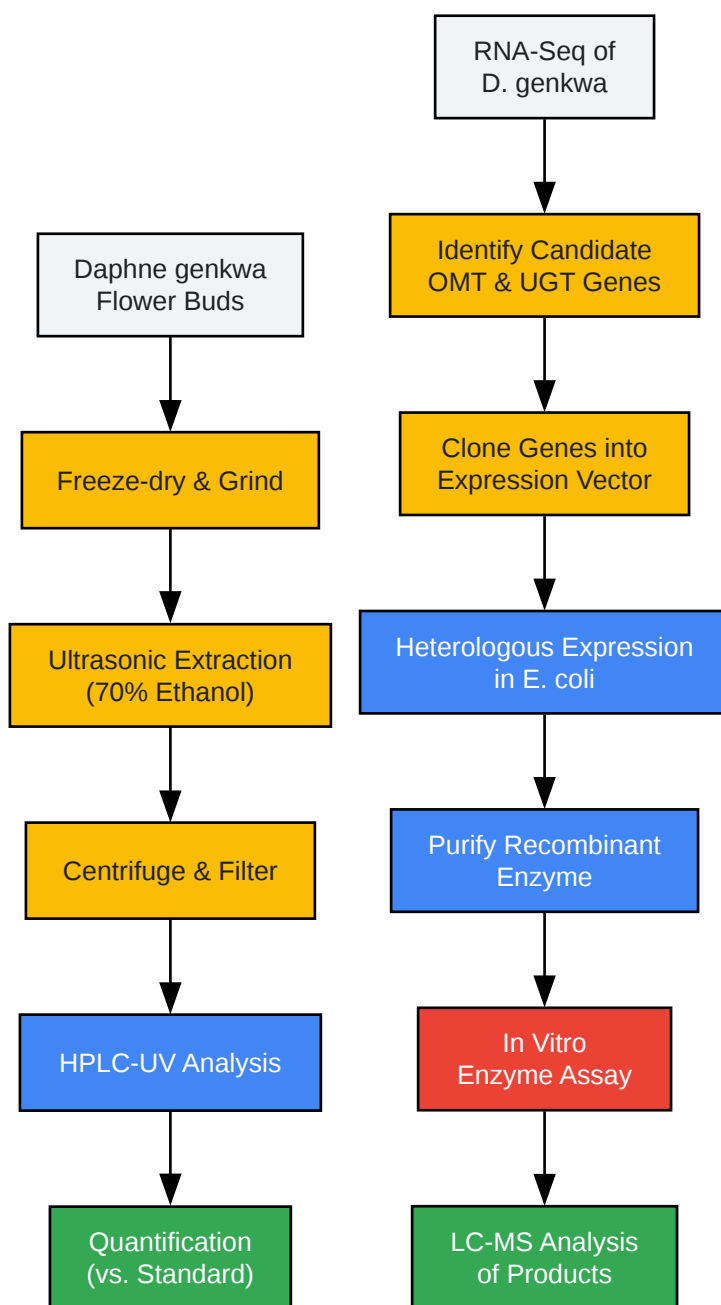 Daphne genkwa
Flower Buds
Freeze-dry & Grind
Ultrasonic Extraction
(70% Ethanol)
Centrifuge & Filter
HPLC-UV Analysis
Quantification
(vs. Standard)
RNA-Seq of
D. genkwa
Identify Candidate
OMT & UGT Genes
Clone Genes into
Expression Vector
Heterologous Expression
in E. coli
Purify Recombinant
Enzyme
In Vitro
Enzyme Assay
LC-MS Analysis
of Products